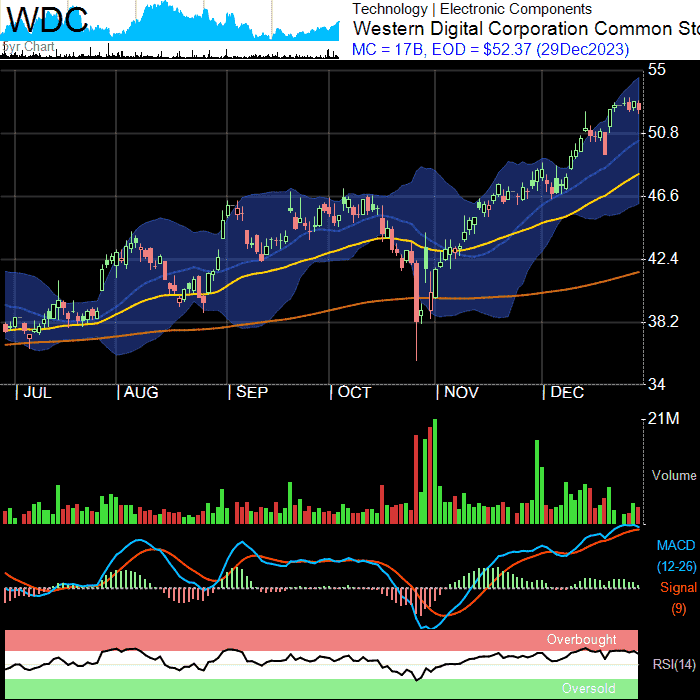 WDC
5yr Chart
Technology | Electronic Components
Western Digital Corporation Common Sto
MC = 17B, EOD = $52.37 (29Dec2023)
55
50.8
46.6
42.4
38.2
34
JUL AUG SEP OCT NOV DEC
21M
Volume
MACD
(12-26)
Signal
(9)
Overbought
RSI(14)
Oversold